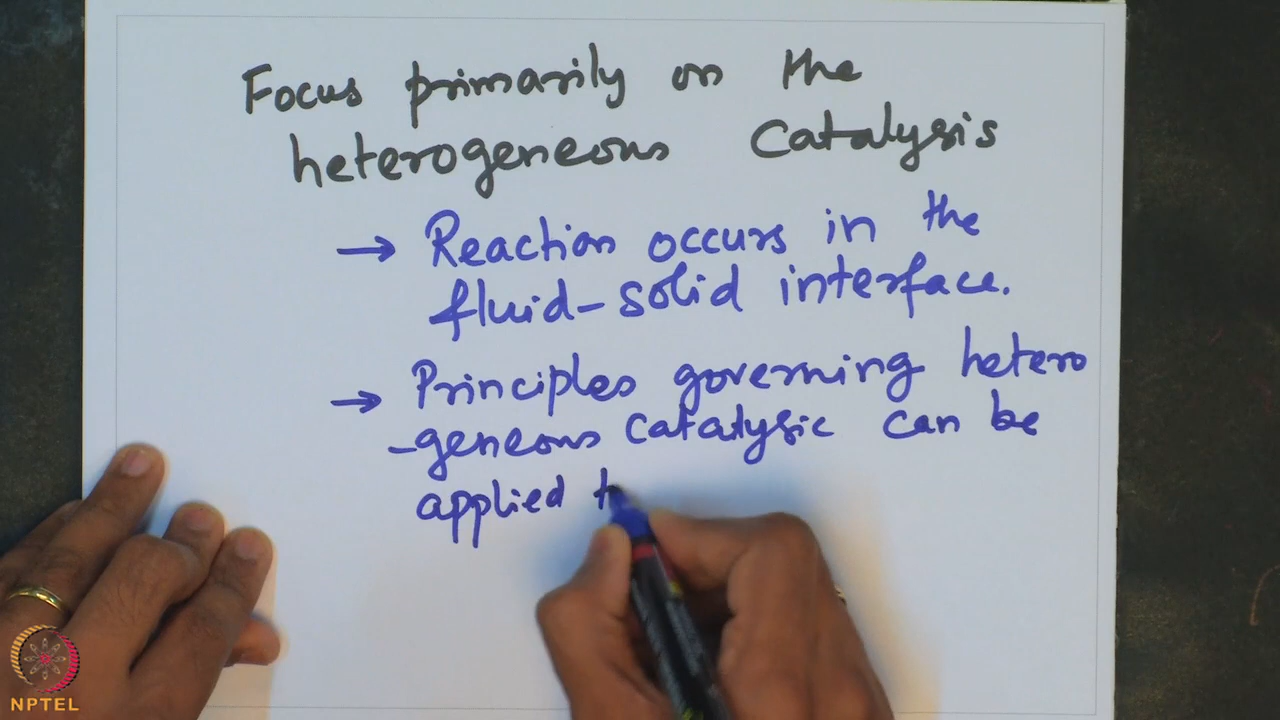 Focus primarily on the
heterogeneous Catalysis
→ Reaction occurs in the
fluid-solid interface.
→ Principles governing hetero
-geneous catalysic can be
applied t
NPTEL